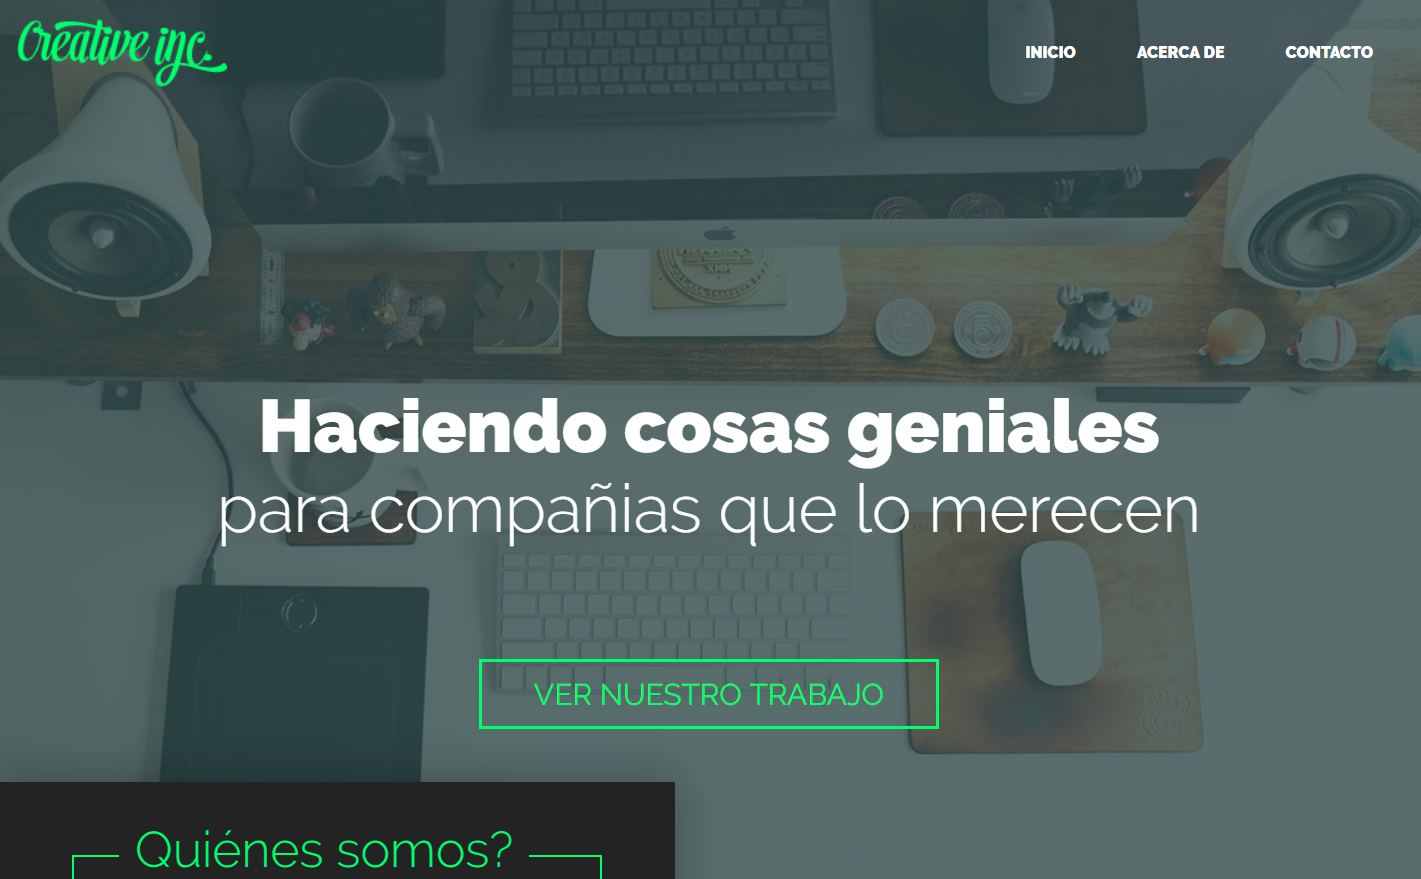 Creative inc.
INICIO ACERCA DE CONTACTO
Haciendo cosas geniales
para compañias que lo merecen
VER NUESTRO TRABAJO
Quiénes somos?